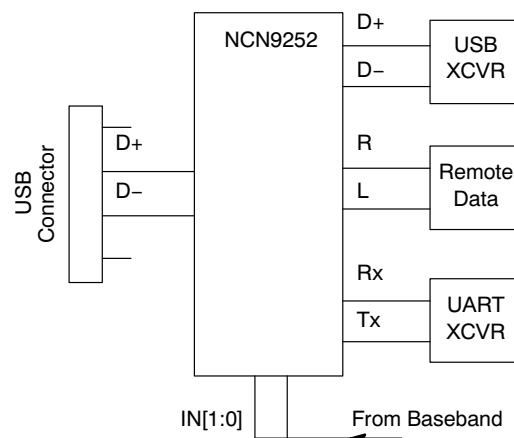 NCN9252
D+
D−
USB
XCVR
USB
Connector
D+
D−
R
L
Remote
Data
Rx
Tx
UART
XCVR
IN[1:0]
From Baseband